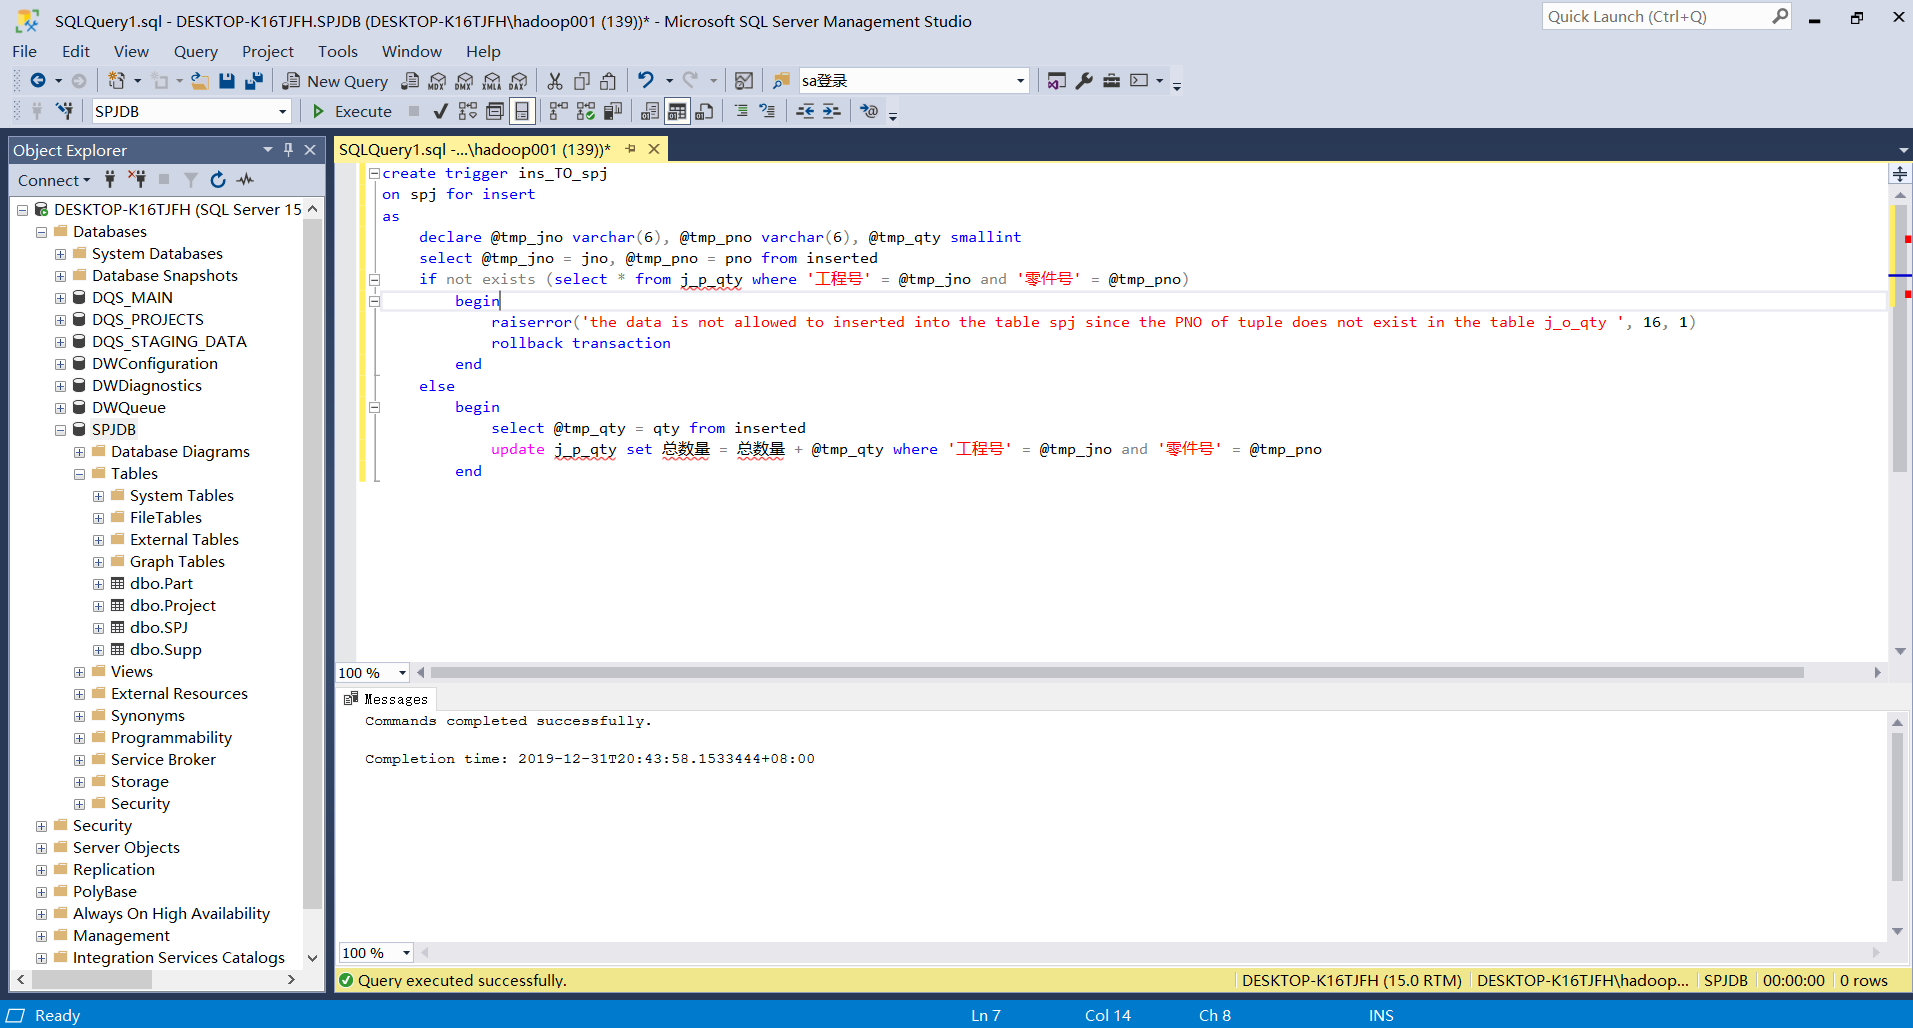 SQLQuery1.sql - DESKTOP-K16TJFH.SPJDB (DESKTOP-K16TJFH\hadoop001 (139))* - Microsoft SQL Server Management Studio
Quick Launch (Ctrl+Q)
File Edit View Query Project Tools Window Help
New Query
MDX DMX XMLA DAX
sa登录
SPJDB
Execute
Object Explorer
Connect
DESKTOP-K16TJFH (SQL Server 15
Databases
System Databases
Database Snapshots
DQS_MAIN
DQS_PROJECTS
DQS_STAGING_DATA
DWConfiguration
DWDiagnostics
DWQueue
SPJDB
Database Diagrams
Tables
System Tables
FileTables
External Tables
Graph Tables
dbo.Part
dbo.Project
dbo.SPJ
dbo.Supp
Views
External Resources
Synonyms
Programmability
Service Broker
Storage
Security
Security
Server Objects
Replication
PolyBase
Always On High Availability
Management
Integration Services Catalogs
SQLQuery1.sql -...\hadoop001 (139))*
create trigger ins_TO_spj
on spj for insert
as
declare @tmp_jno varchar(6), @tmp_pno varchar(6), @tmp_qty smallint
select @tmp_jno = jno, @tmp_pno = pno from inserted
if not exists (select * from j_p_qty where '工程号' = @tmp_jno and '零件号' = @tmp_pno)
begin
raiserror('the data is not allowed to inserted into the table spj since the PNO of tuple does not exist in the table j_o_qty ', 16, 1)
rollback transaction
end
else
begin
select @tmp_qty = qty from inserted
update j_p_qty set 总数量 = 总数量 + @tmp_qty where '工程号' = @tmp_jno and '零件号' = @tmp_pno
end
100 %
Messages
Commands completed successfully.
Completion time: 2019-12-31T20:43:58.1533444+08:00
100 %
Query executed successfully.
DESKTOP-K16TJFH (15.0 RTM) DESKTOP-K16TJFH\hadoop... SPJDB 00:00:00 0 rows
Ready
Ln 7 Col 14 Ch 8 INS